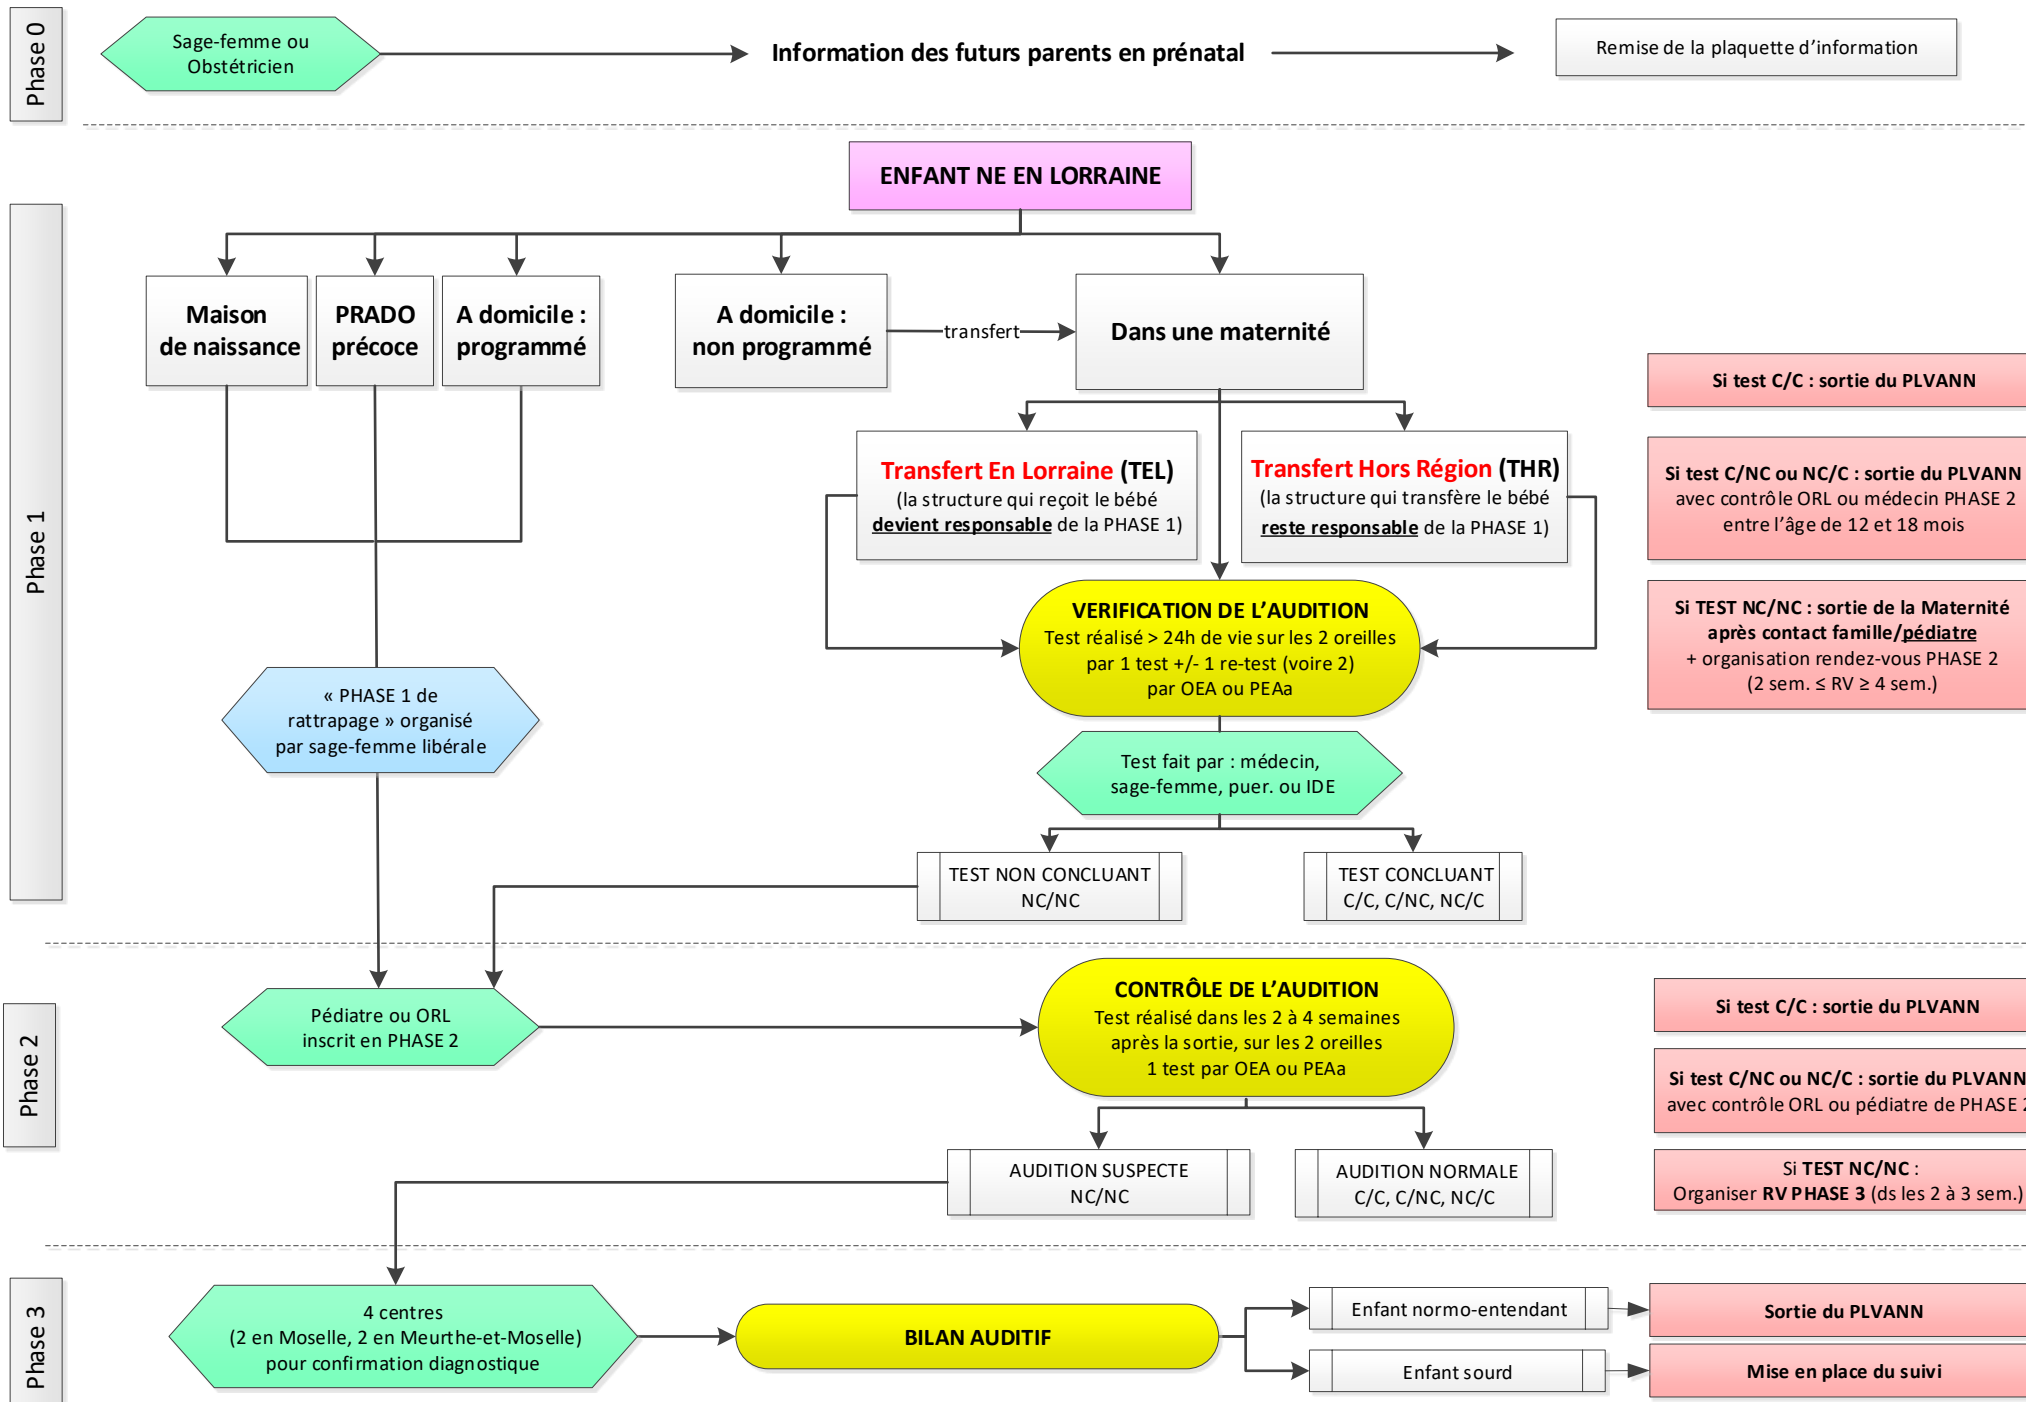 Phase 0
Sage-femme ou
Obstétricien
Information des futurs parents en prénatal
Remise de la plaquette d'information
Phase 1
ENFANT NE EN LORRAINE
Maison
de naissance
PRADO
précoce
A domicile :
programmé
A domicile :
non programmé
transfert
Dans une maternité
Transfert En Lorraine (TEL)
(la structure qui reçoit le bébé
devient responsable de la PHASE 1)
Transfert Hors Région (THR)
(la structure qui transfère le bébé
reste responsable de la PHASE 1)
Si test C/C : sortie du PLVANN
Si test C/NC ou NC/C : sortie du PLVANN
avec contrôle ORL ou médecin PHASE 2
entre l'âge de 12 et 18 mois
Si TEST NC/NC : sortie de la Maternité
après contact famille/pédiatre
+ organisation rendez-vous PHASE 2
(2 sem. ≤ RV ≥ 4 sem.)
VERIFICATION DE L'AUDITION
Test réalisé > 24h de vie sur les 2 oreilles
par 1 test +/- 1 re-test (voire 2)
par OEA ou PEAa
« PHASE 1 de
rattrapage » organisé
par sage-femme libérale
Test fait par : médecin,
sage-femme, puer. ou IDE
TEST NON CONCLUANT
NC/NC
TEST CONCLUANT
C/C, C/NC, NC/C
Phase 2
Pédiatre ou ORL
inscrit en PHASE 2
CONTRÔLE DE L'AUDITION
Test réalisé dans les 2 à 4 semaines
après la sortie, sur les 2 oreilles
1 test par OEA ou PEAa
AUDITION SUSPECTE
NC/NC
AUDITION NORMALE
C/C, C/NC, NC/C
Si test C/C : sortie du PLVANN
Si test C/NC ou NC/C : sortie du PLVANN
avec contrôle ORL ou pédiatre de PHASE 2
Si TEST NC/NC :
Organiser RV PHASE 3 (ds les 2 à 3 sem.)
Phase 3
4 centres
(2 en Moselle, 2 en Meurthe-et-Moselle)
pour confirmation diagnostique
BILAN AUDITIF
Enfant normo-entendant
Sortie du PLVANN
Enfant sourd
Mise en place du suivi